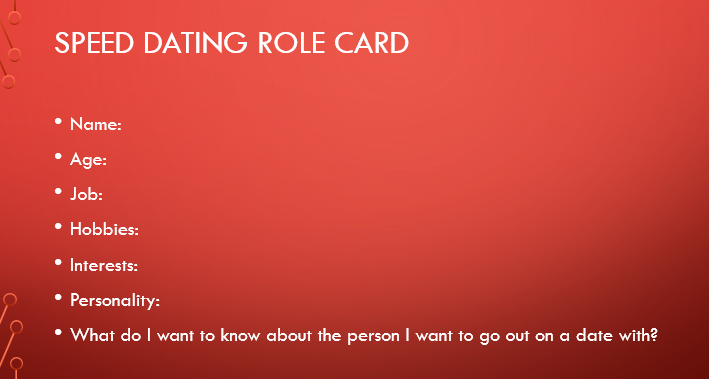 SPEED DATING ROLE CARD
• Name:
• Age:
• Job:
• Hobbies:
• Interests:
• Personality:
• What do I want to know about the person I want to go out on a date with?